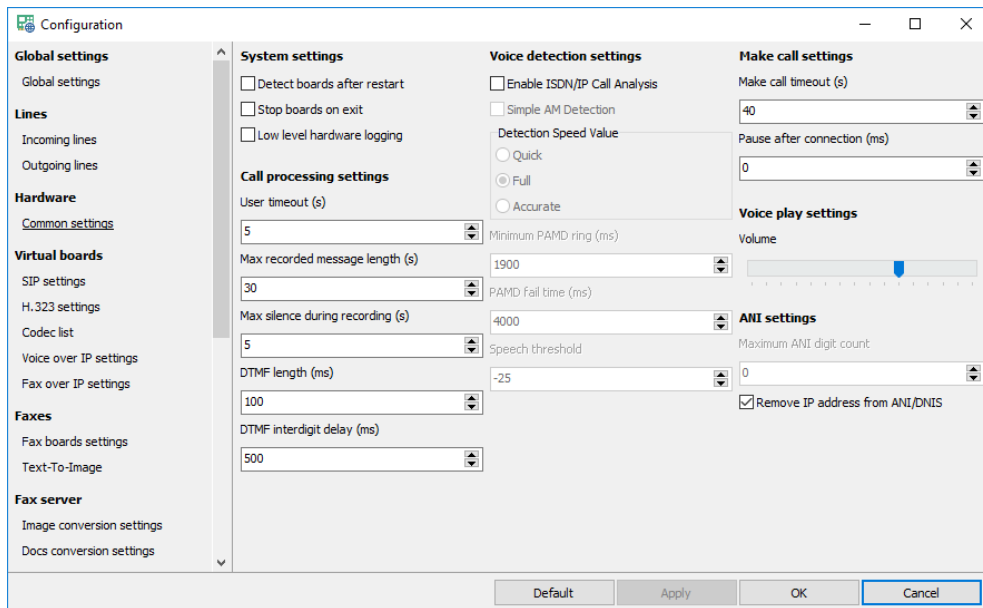 Configuration
Global settings
Global settings
Lines
Incoming lines
Outgoing lines
Hardware
Common settings
Virtual boards
SIP settings
H.323 settings
Codec list
Voice over IP settings
Fax over IP settings
Faxes
Fax boards settings
Text-To-Image
Fax server
Image conversion settings
Docs conversion settings
System settings
Detect boards after restart
Stop boards on exit
Low level hardware logging
Call processing settings
User timeout (s)
5
Max recorded message length (s)
30
Max silence during recording (s)
5
DTMF length (ms)
100
DTMF interdigit delay (ms)
500
Voice detection settings
Enable ISDN/IP Call Analysis
Simple AM Detection
Detection Speed Value
Quick
Full
Accurate
Minimum PAMD ring (ms)
1900
PAMD fail time (ms)
4000
Speech threshold
-25
Make call settings
Make call timeout (s)
40
Pause after connection (ms)
0
Voice play settings
Volume
ANI settings
Maximum ANI digit count
0
Remove IP address from ANI/DNIS
Default
Apply
OK
Cancel